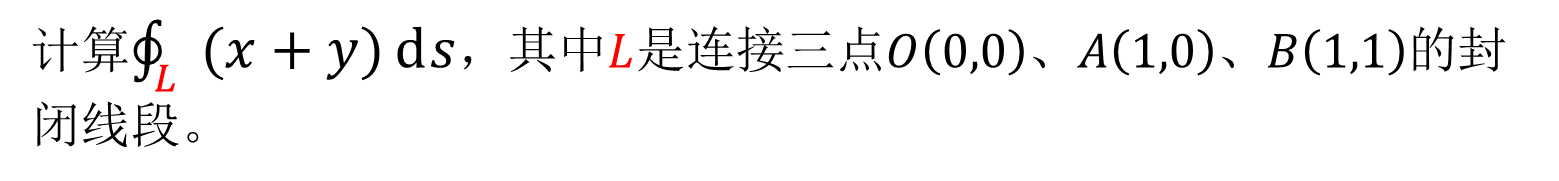 计算∮_L (x + y) ds，其中L是连接三点O(0,0)、A(1,0)、B(1,1)的封
闭线段。